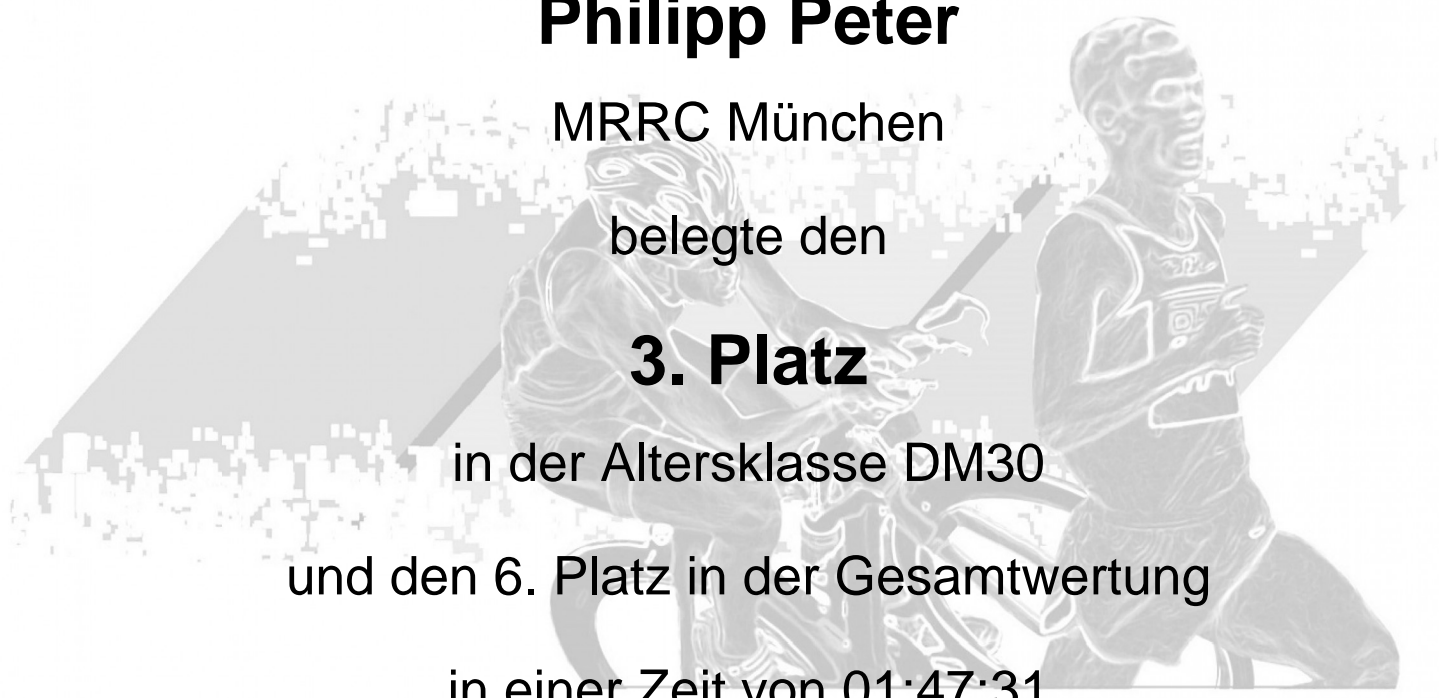 Philipp Peter
MRRC München
belegte den
3. Platz
in der Altersklasse DM30
und den 6. Platz in der Gesamtwertung
in einer Zeit von 01:47:31